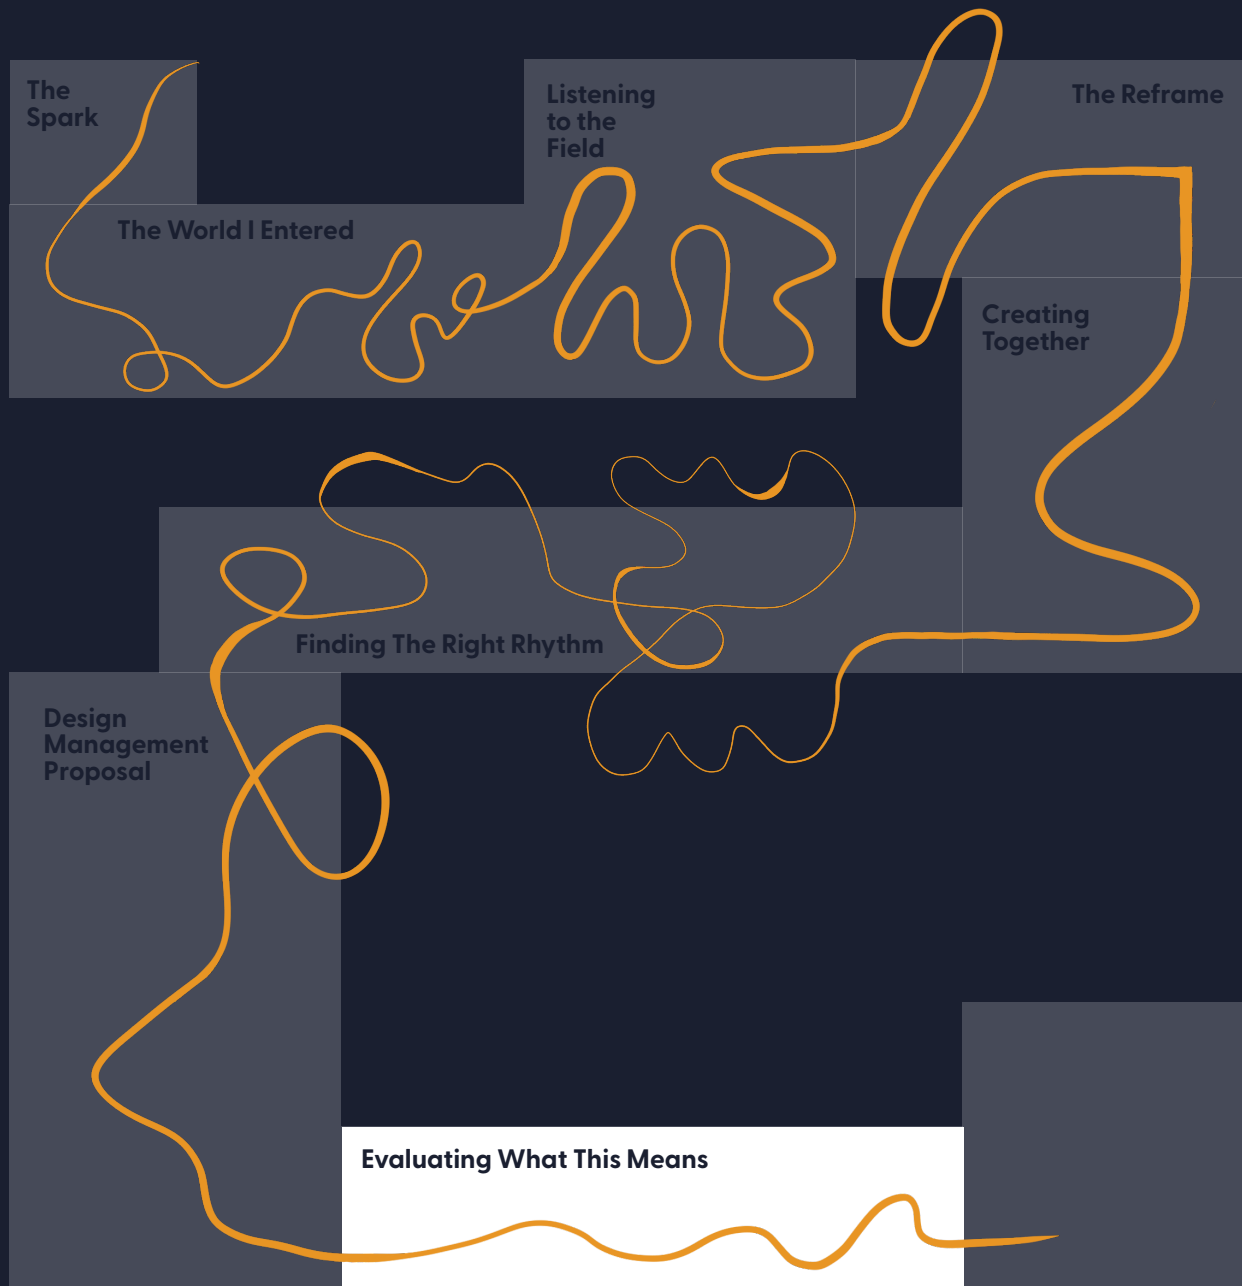 The
Spark
Listening
to the
Field
The Reframe
The World I Entered
Creating
Together
Finding The Right Rhythm
Design
Management
Proposal
Evaluating What This Means